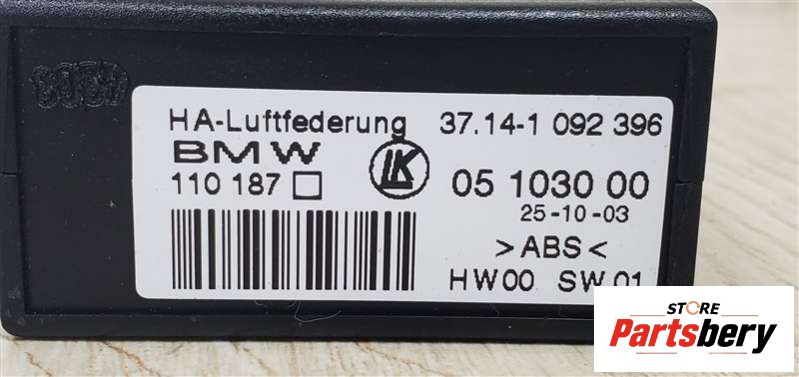 HA-Luftfederung 37.14-1 092 396
BMW LK
110 187 05 1030 00
25-10-03
>ABS<
HW00 SW 01
STORE
Partsbery